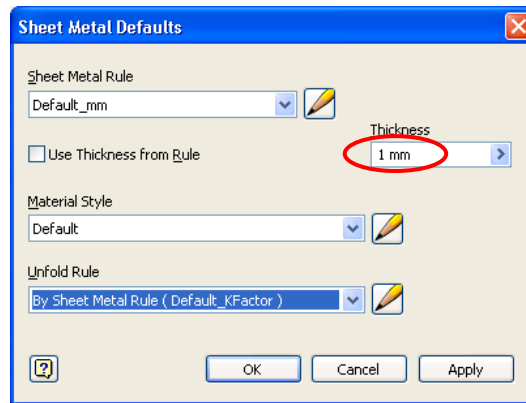 Sheet Metal Defaults
Sheet Metal Rule
Default_mm
Thickness
Use Thickness from Rule
1 mm
Material Style
Default
Unfold Rule
By Sheet Metal Rule ( Default_KFactor )
OK
Cancel
Apply